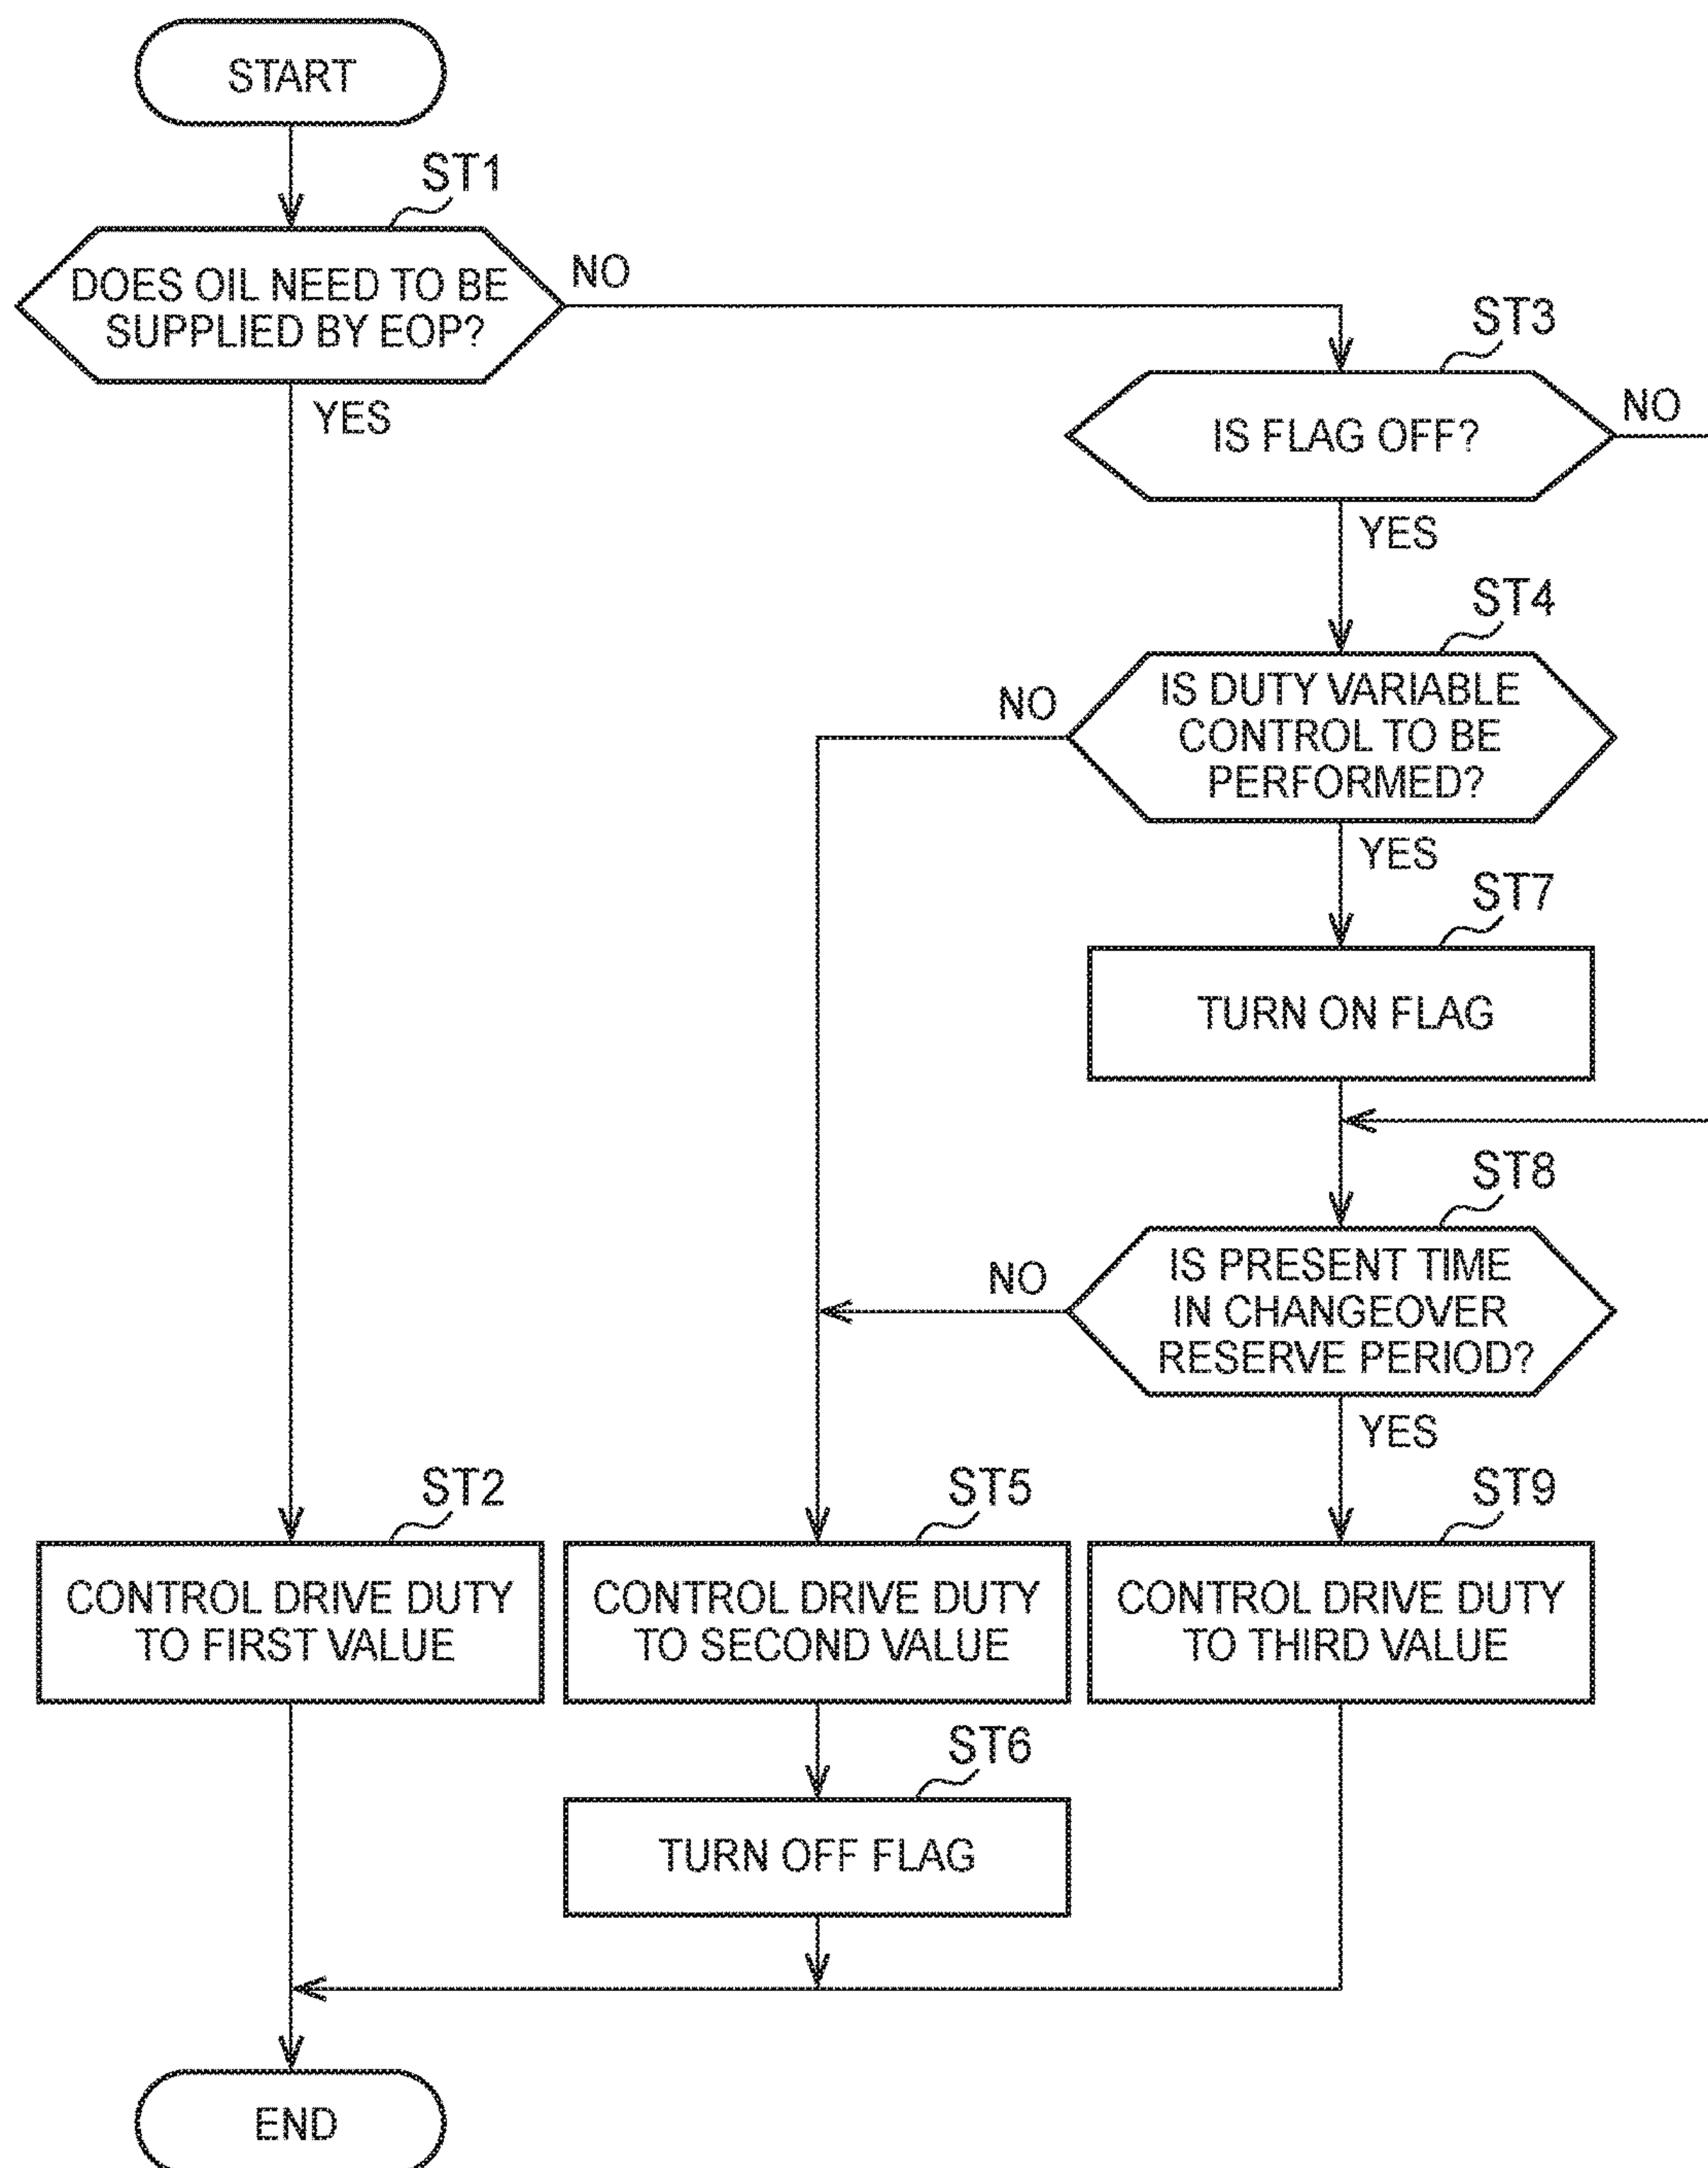 START
ST1
DOES OIL NEED TO BE
SUPPLIED BY EOP?
NO
YES
ST3
IS FLAG OFF?
NO
YES
ST4
IS DUTY VARIABLE
CONTROL TO BE
PERFORMED?
NO
YES
ST7
TURN ON FLAG
ST8
IS PRESENT TIME
IN CHANGEOVER
RESERVE PERIOD?
NO
YES
ST2
CONTROL DRIVE DUTY
TO FIRST VALUE
ST5
CONTROL DRIVE DUTY
TO SECOND VALUE
ST9
CONTROL DRIVE DUTY
TO THIRD VALUE
ST6
TURN OFF FLAG
END